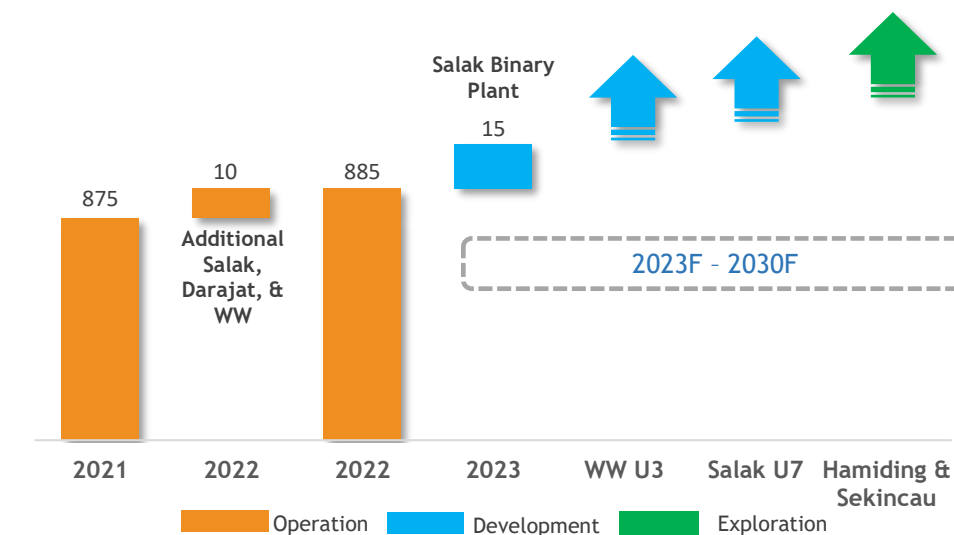 Salak Binary
Plant
15
10
885
875
Additional
Salak,
Darajat, &
WW
2023F – 2030F
2021
2022
2022
2023
WW U3
Salak U7
Hamiding &
Sekincau
Operation
Development
Exploration